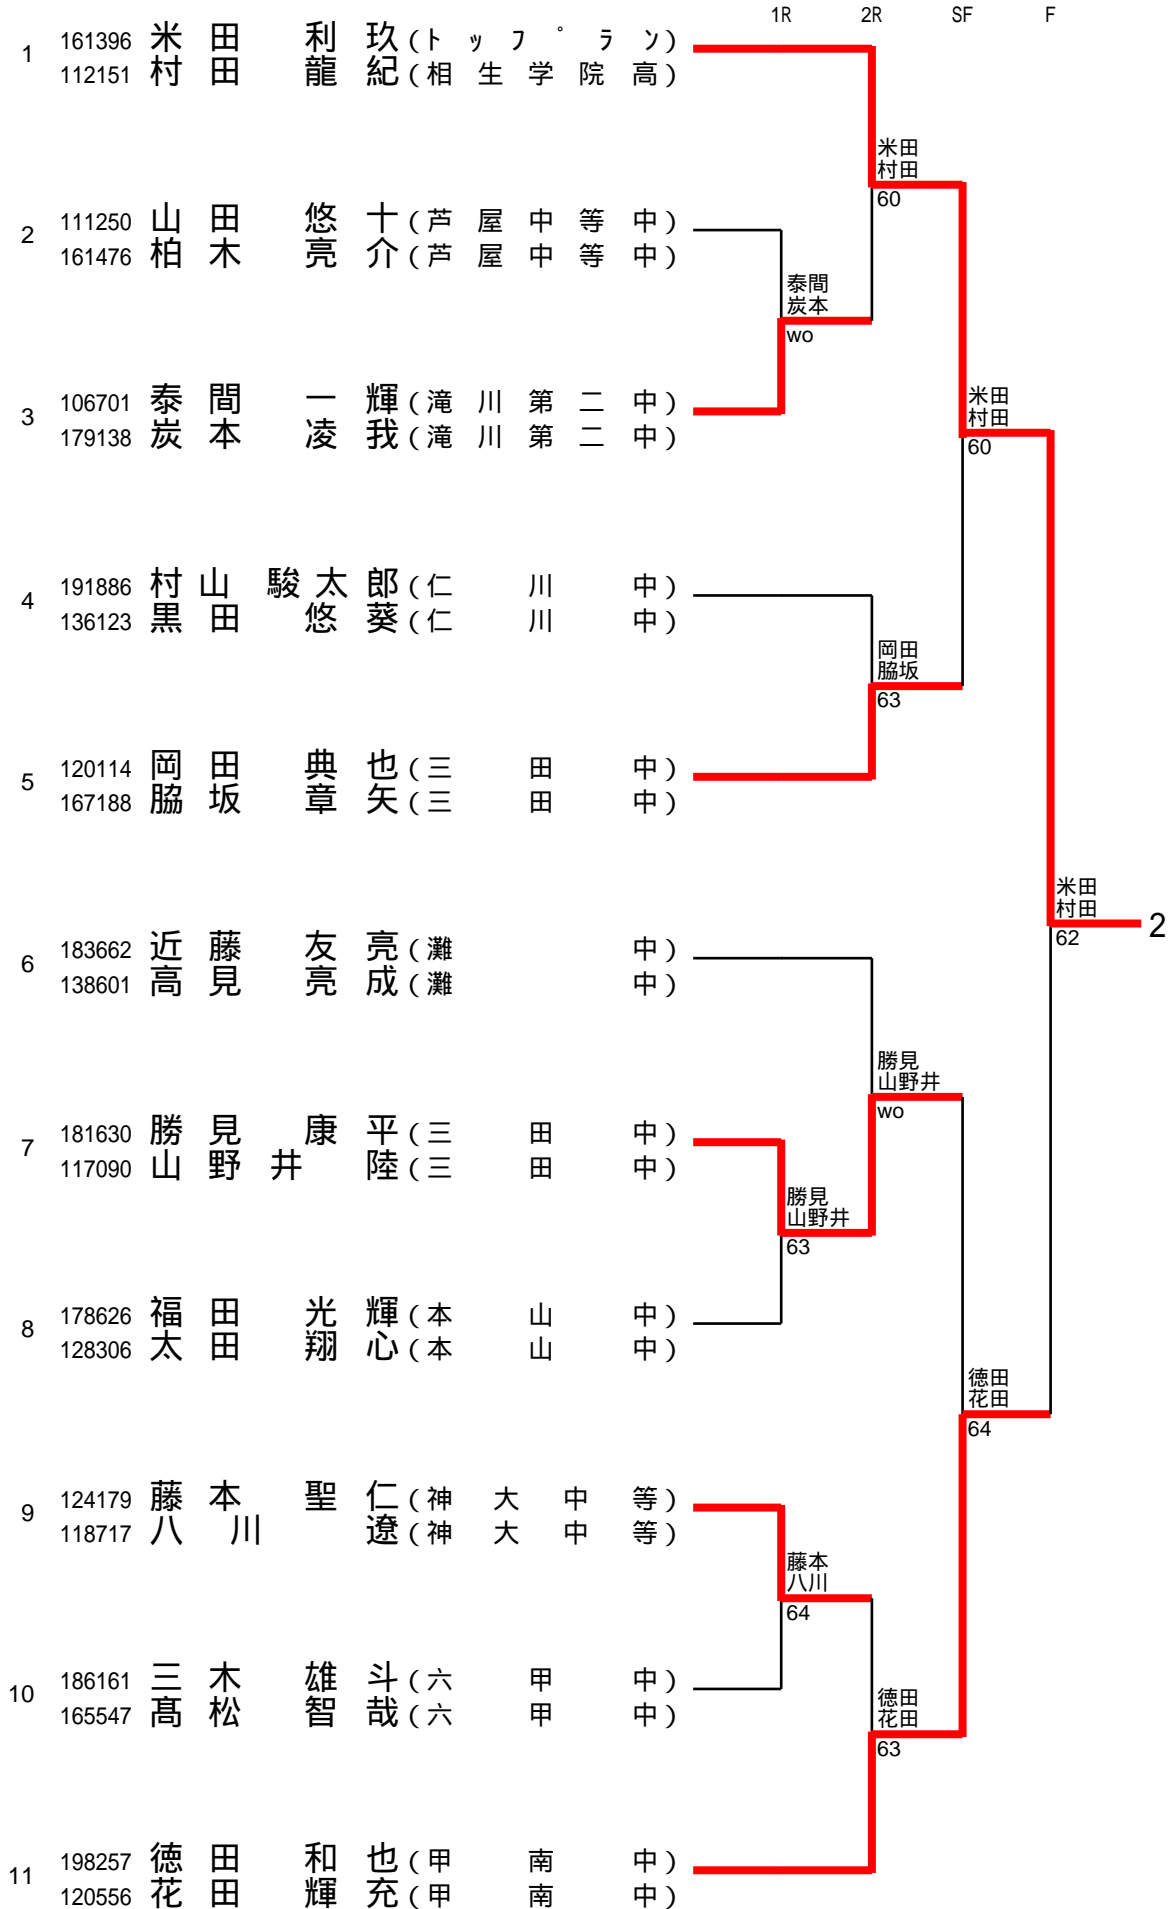 1R 2R SF F
1 161396 米田 利玖(トップラン)
112151 村田 龍紀(相生学院高)
米田
村田
60
2 111250 山田 悠十(芦屋中等中)
161476 柏木 亮介(芦屋中等中)
泰間
炭本
wo
3 106701 泰間 一輝(滝川第二中)
179138 炭本 凌我(滝川第二中)
米田
村田
60
4 191886 村山 駿太郎(仁川中)
136123 黒田 悠葵(仁川中)
岡田
脇坂
63
5 120114 岡田 典也(三田中)
167188 脇坂 章矢(三田中)
米田
村田
62
2
6 183662 近藤 友亮(灘中)
138601 高見 亮成(灘中)
勝見
山野井
wo
7 181630 勝見 康平(三田中)
117090 山野井 陸(三田中)
勝見
山野井
63
8 178626 福田 光輝(本山中)
128306 太田 翔心(本山中)
徳田
花田
64
9 124179 藤本 聖仁(神大中等)
118717 八川 遼(神大中等)
藤本
八川
64
10 186161 三木 雄斗(六甲中)
165547 髙松 智哉(六甲中)
徳田
花田
63
11 198257 徳田 和也(甲南中)
120556 花田 輝充(甲南中)